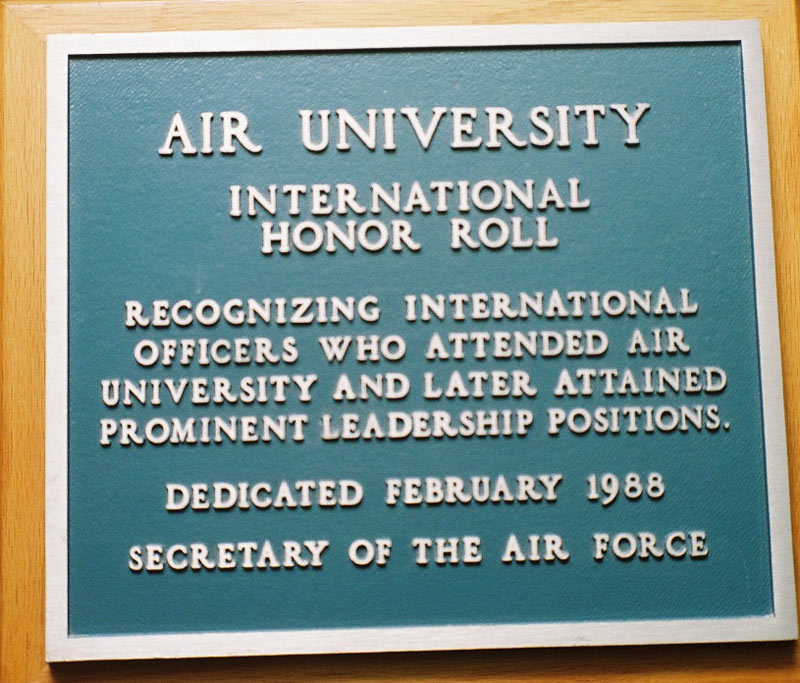 AIR UNIVERSITY
INTERNATIONAL
HONOR ROLL
RECOGNIZING INTERNATIONAL
OFFICERS WHO ATTENDED AIR
UNIVERSITY AND LATER ATTAINED
PROMINENT LEADERSHIP POSITIONS.
DEDICATED FEBRUARY 1988
SECRETARY OF THE AIR FORCE